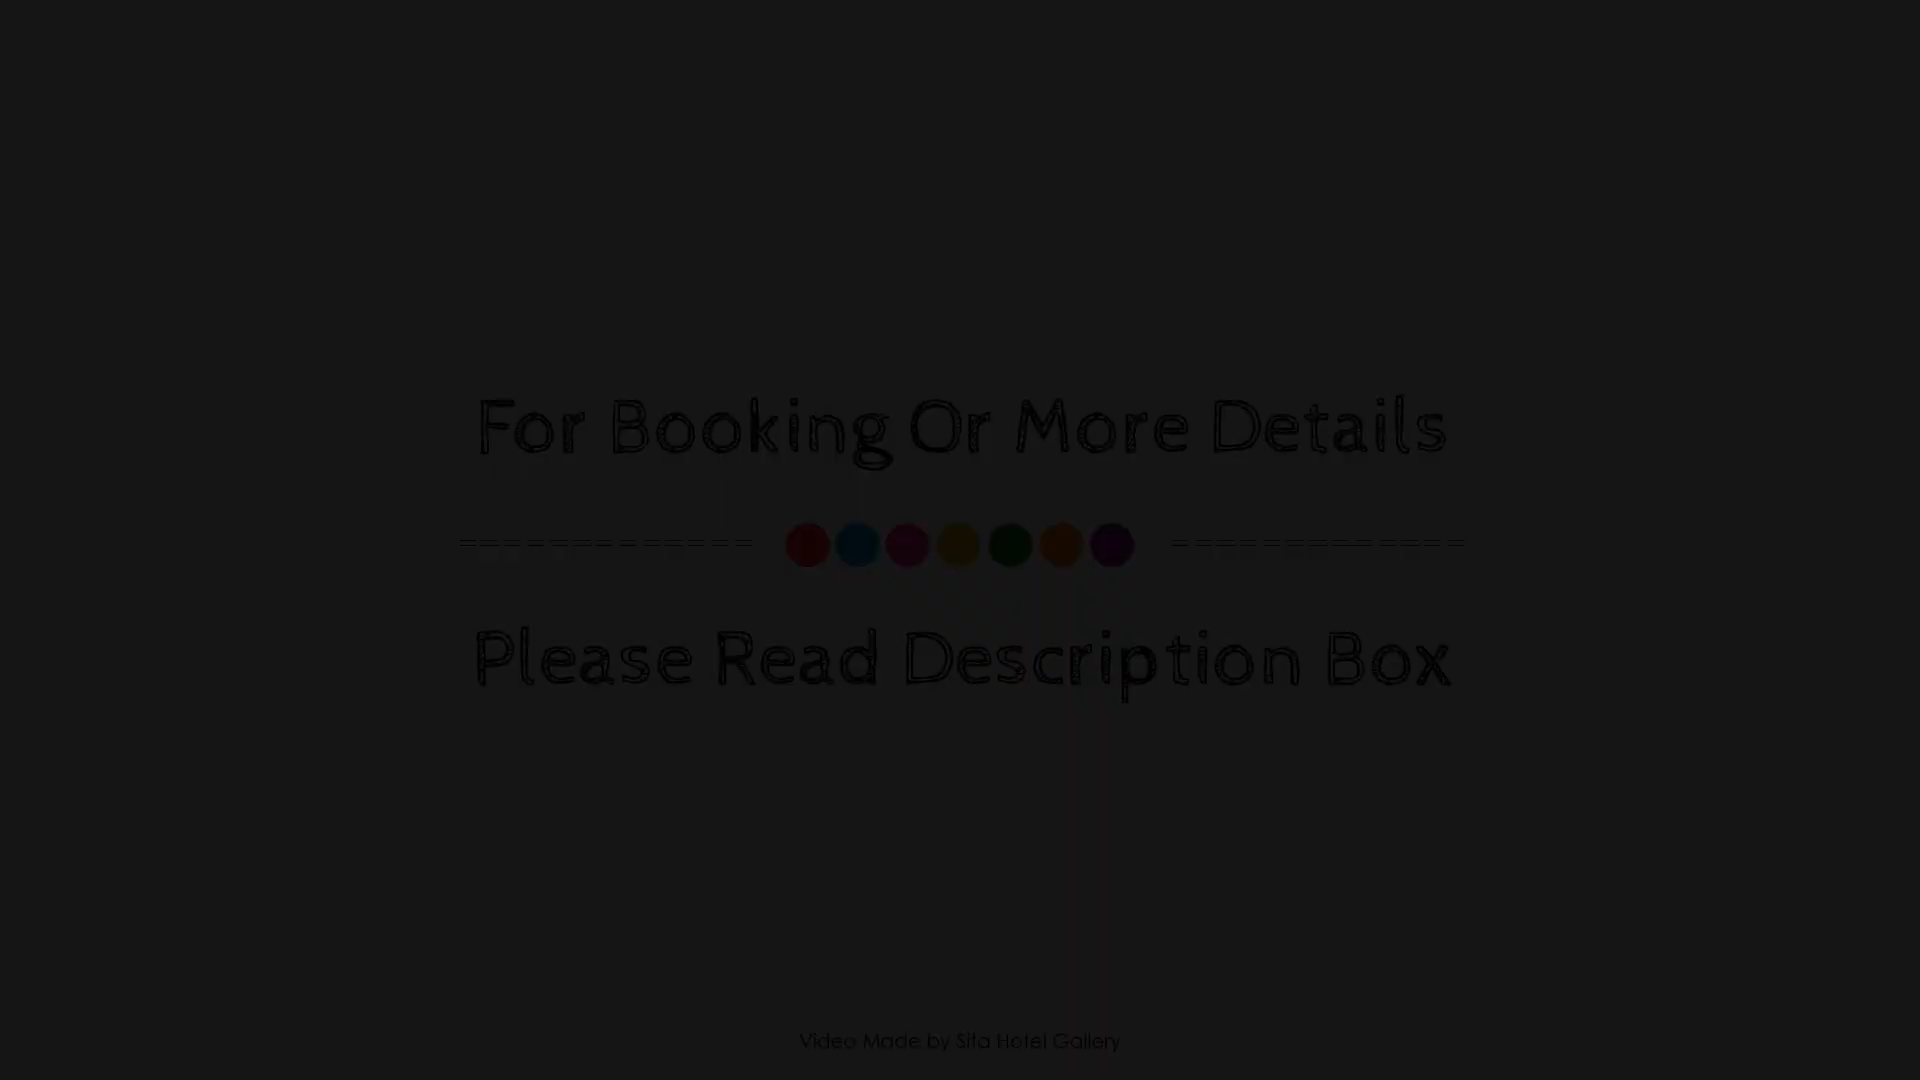 For Booking Or More Details
============= =============
Please Read Description Box
Video Made by Sita Hotel Gallery